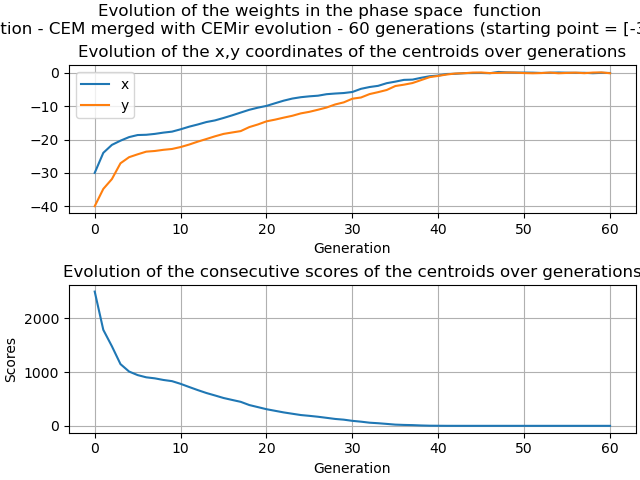 Evolution of the weights in the phase space function
tion - CEM merged with CEMir evolution - 60 generations (starting point = [-3
Evolution of the x,y coordinates of the centroids over generations
0
-10
-20
-30
-40
x
y
0 10 20 30 40 50 60
Generation
Evolution of the consecutive scores of the centroids over generations
Scores
2000
1000
0
0 10 20 30 40 50 60
Generation